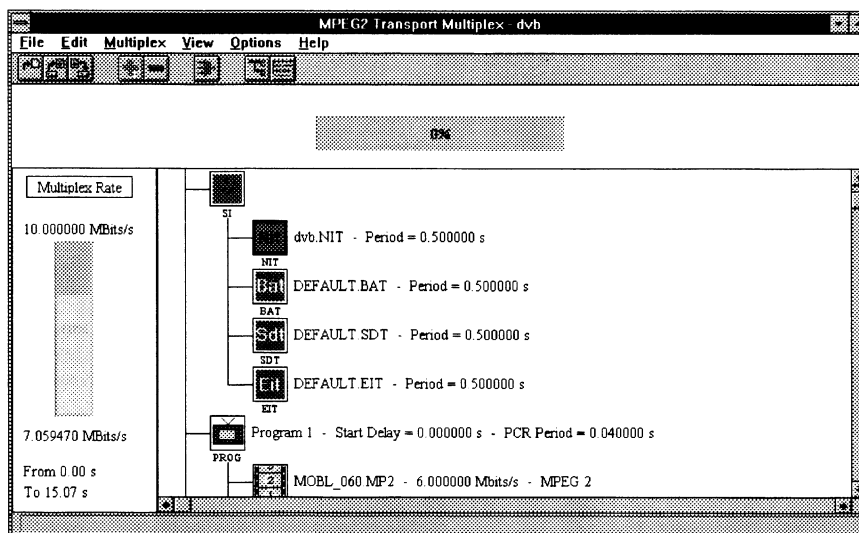 MPEG2 Transport Multiplex - dvb
File Edit Multiplex View Options Help
0%
Multiplex Rate
10.000000 MBits/s
7.059470 MBits/s
From 0.00 s
To 15.07 s
SI
dvb.NIT - Period = 0.500000 s
NIT
Bat DEFAULT.BAT - Period = 0.500000 s
BAT
Sdt DEFAULT.SDT - Period = 0.500000 s
SDT
Eit DEFAULT.EIT - Period = 0 500000 s
EIT
Program 1 - Start Delay = 0.000000 s - PCR Period = 0.040000 s
PROG
2 MOBL_060 MP2 - 6.000000 Mbits/s - MPEG 2